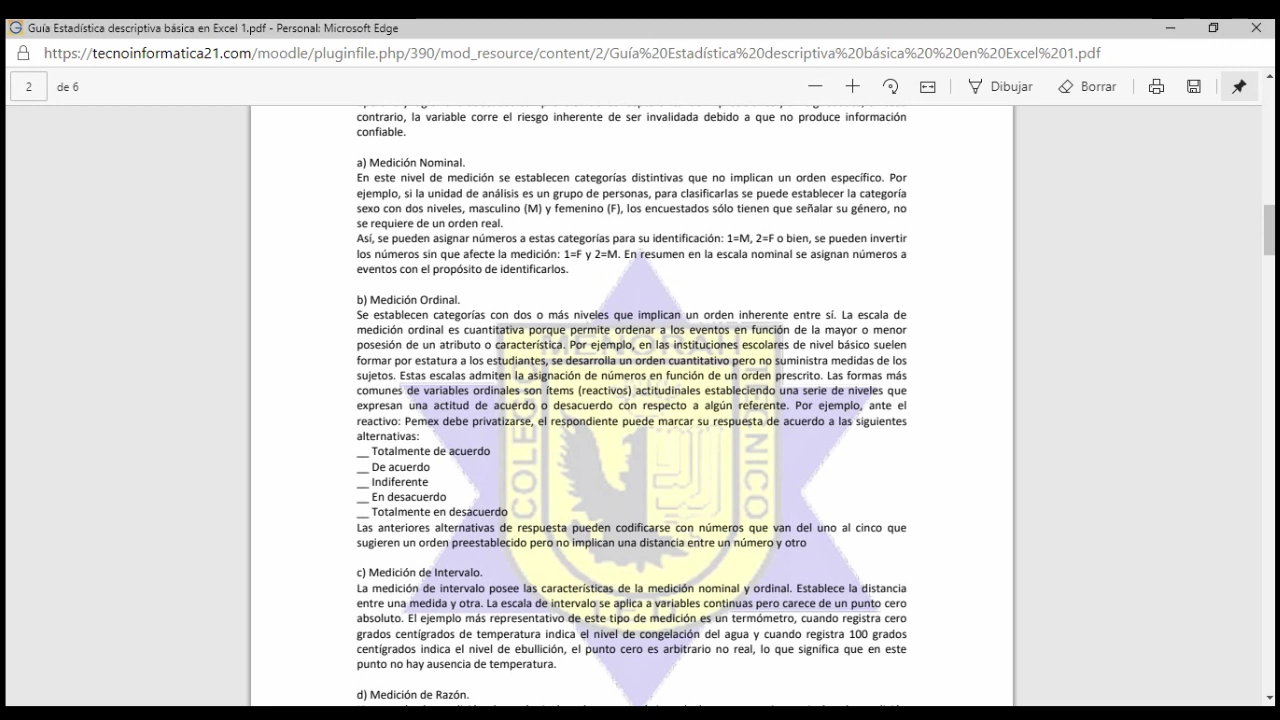 Guía Estadística descriptiva básica en Excel 1.pdf - Personal: Microsoft Edge
https://tecnoinformatica21.com/moodle/pluginfile.php/390/mod_resource/content/2/Guía%20Estadística%20descriptiva%20básica%20%20en%20Excel%201.pdf
2 de 6 Dibujar Borrar
contrario, la variable corre el riesgo inherente de ser invalidada debido a que no produce información
confiable.
a) Medición Nominal.
En este nivel de medición se establecen categorías distintivas que no implican un orden específico. Por
ejemplo, si la unidad de análisis es un grupo de personas, para clasificarlas se puede establecer la categoría
sexo con dos niveles, masculino (M) y femenino (F), los encuestados sólo tienen que señalar su género, no
se requiere de un orden real.
Así, se pueden asignar números a estas categorías para su identificación: 1=M, 2=F o bien, se pueden invertir
los números sin que afecte la medición: 1=F y 2=M. En resumen en la escala nominal se asignan números a
eventos con el propósito de identificarlos.
b) Medición Ordinal.
Se establecen categorías con dos o más niveles que implican un orden inherente entre sí. La escala de
medición ordinal es cuantitativa porque permite ordenar a los eventos en función de la mayor o menor
posesión de un atributo o característica. Por ejemplo, en las instituciones escolares de nivel básico suelen
formar por estatura a los estudiantes, se desarrolla un orden cuantitativo pero no suministra medidas de los
sujetos. Estas escalas admiten la asignación de números en función de un orden prescrito. Las formas más
comunes de variables ordinales son ítems (reactivos) actitudinales estableciendo una serie de niveles que
expresan una actitud de acuerdo o desacuerdo con respecto a algún referente. Por ejemplo, ante el
reactivo: Pemex debe privatizarse, el respondiente puede marcar su respuesta de acuerdo a las siguientes
alternativas:
__ Totalmente de acuerdo
__ De acuerdo
__ Indiferente
__ En desacuerdo
__ Totalmente en desacuerdo
Las anteriores alternativas de respuesta pueden codificarse con números que van del uno al cinco que
sugieren un orden preestablecido pero no implican una distancia entre un número y otro
c) Medición de Intervalo.
La medición de intervalo posee las características de la medición nominal y ordinal. Establece la distancia
entre una medida y otra. La escala de intervalo se aplica a variables continuas pero carece de un punto cero
absoluto. El ejemplo más representativo de este tipo de medición es un termómetro, cuando registra cero
grados centígrados de temperatura indica el nivel de congelación del agua y cuando registra 100 grados
centígrados indica el nivel de ebullición, el punto cero es arbitrario no real, lo que significa que en este
punto no hay ausencia de temperatura.
d) Medición de Razón.
MENORAH
COLEGIO
TECNICO